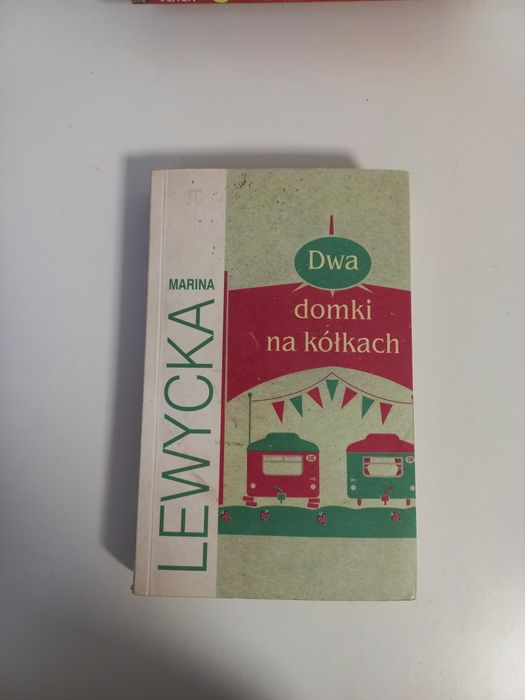 MARINA
LEWYCKA
Dwa
domki
na kółkach